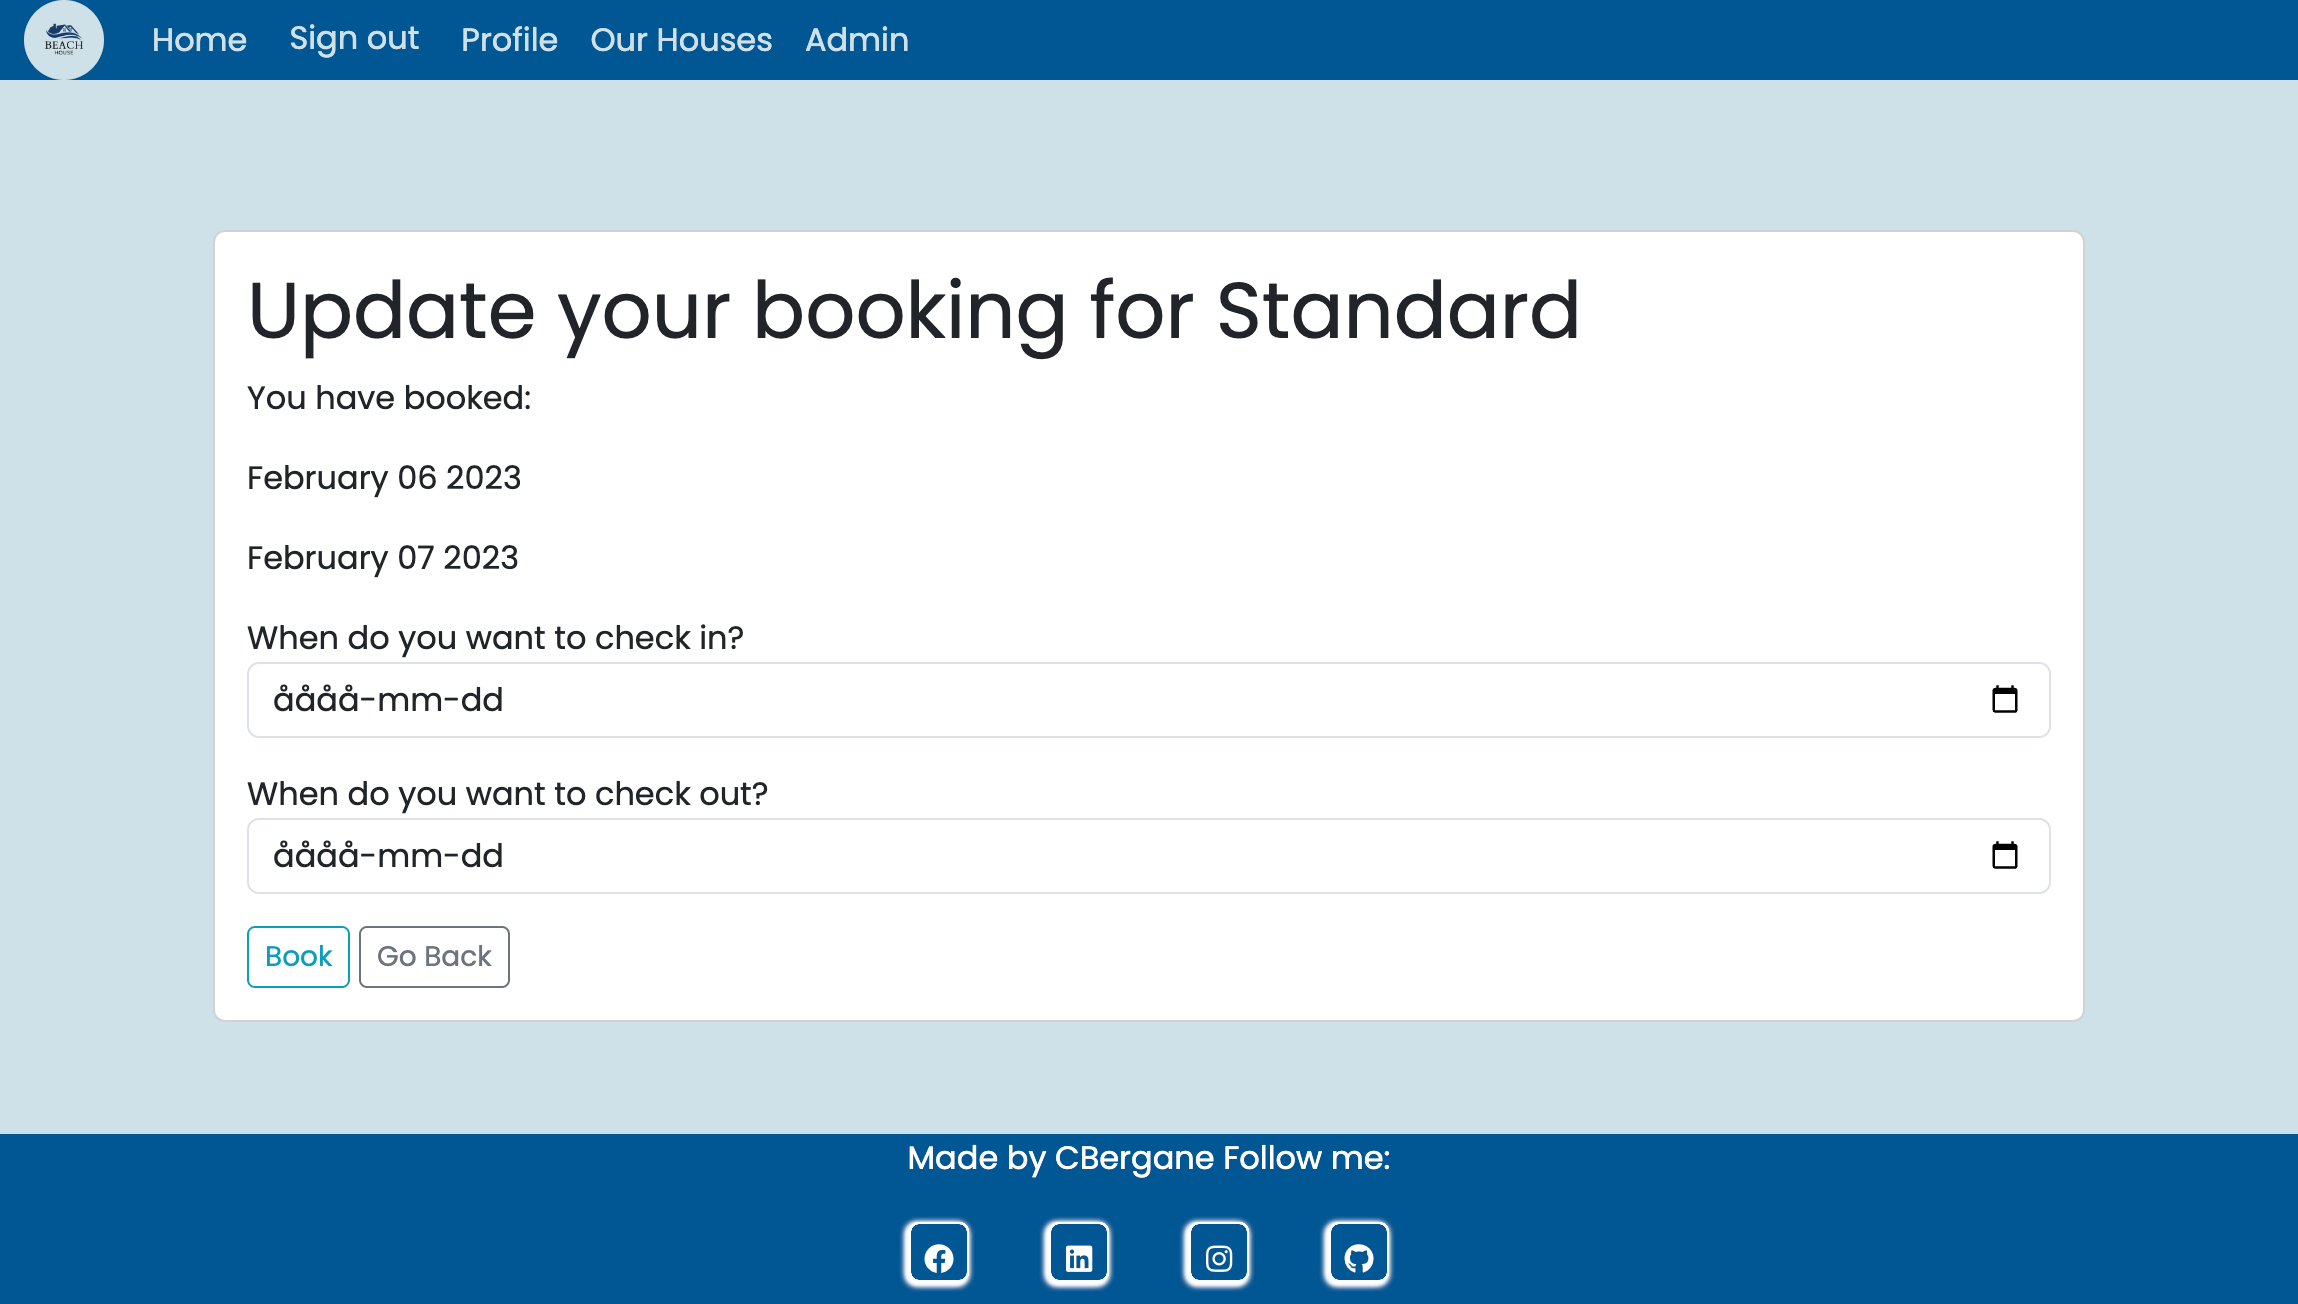 BEACH
HOUSE
Home Sign out Profile Our Houses Admin
Update your booking for Standard
You have booked:
February 06 2023
February 07 2023
When do you want to check in?
åååå-mm-dd
When do you want to check out?
åååå-mm-dd
Book Go Back
Made by CBergane Follow me: